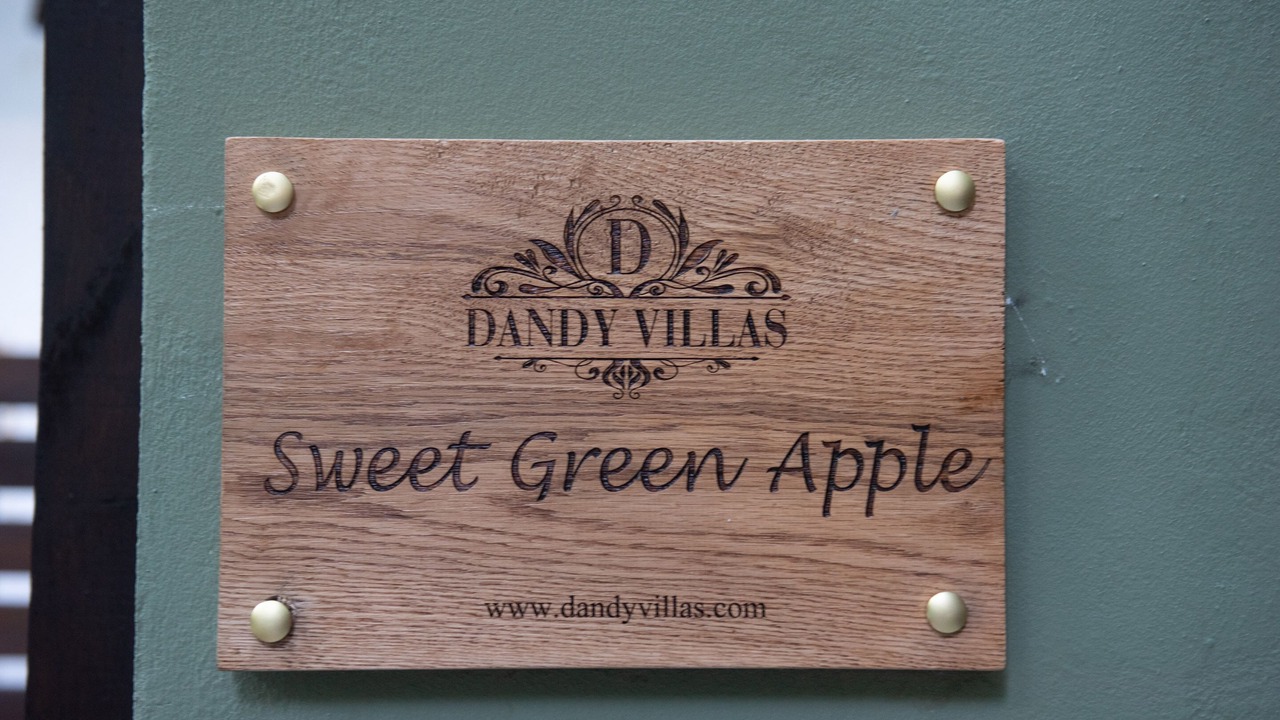 D
DANDY VILLAS
Sweet Green Apple
www.dandyvillas.com